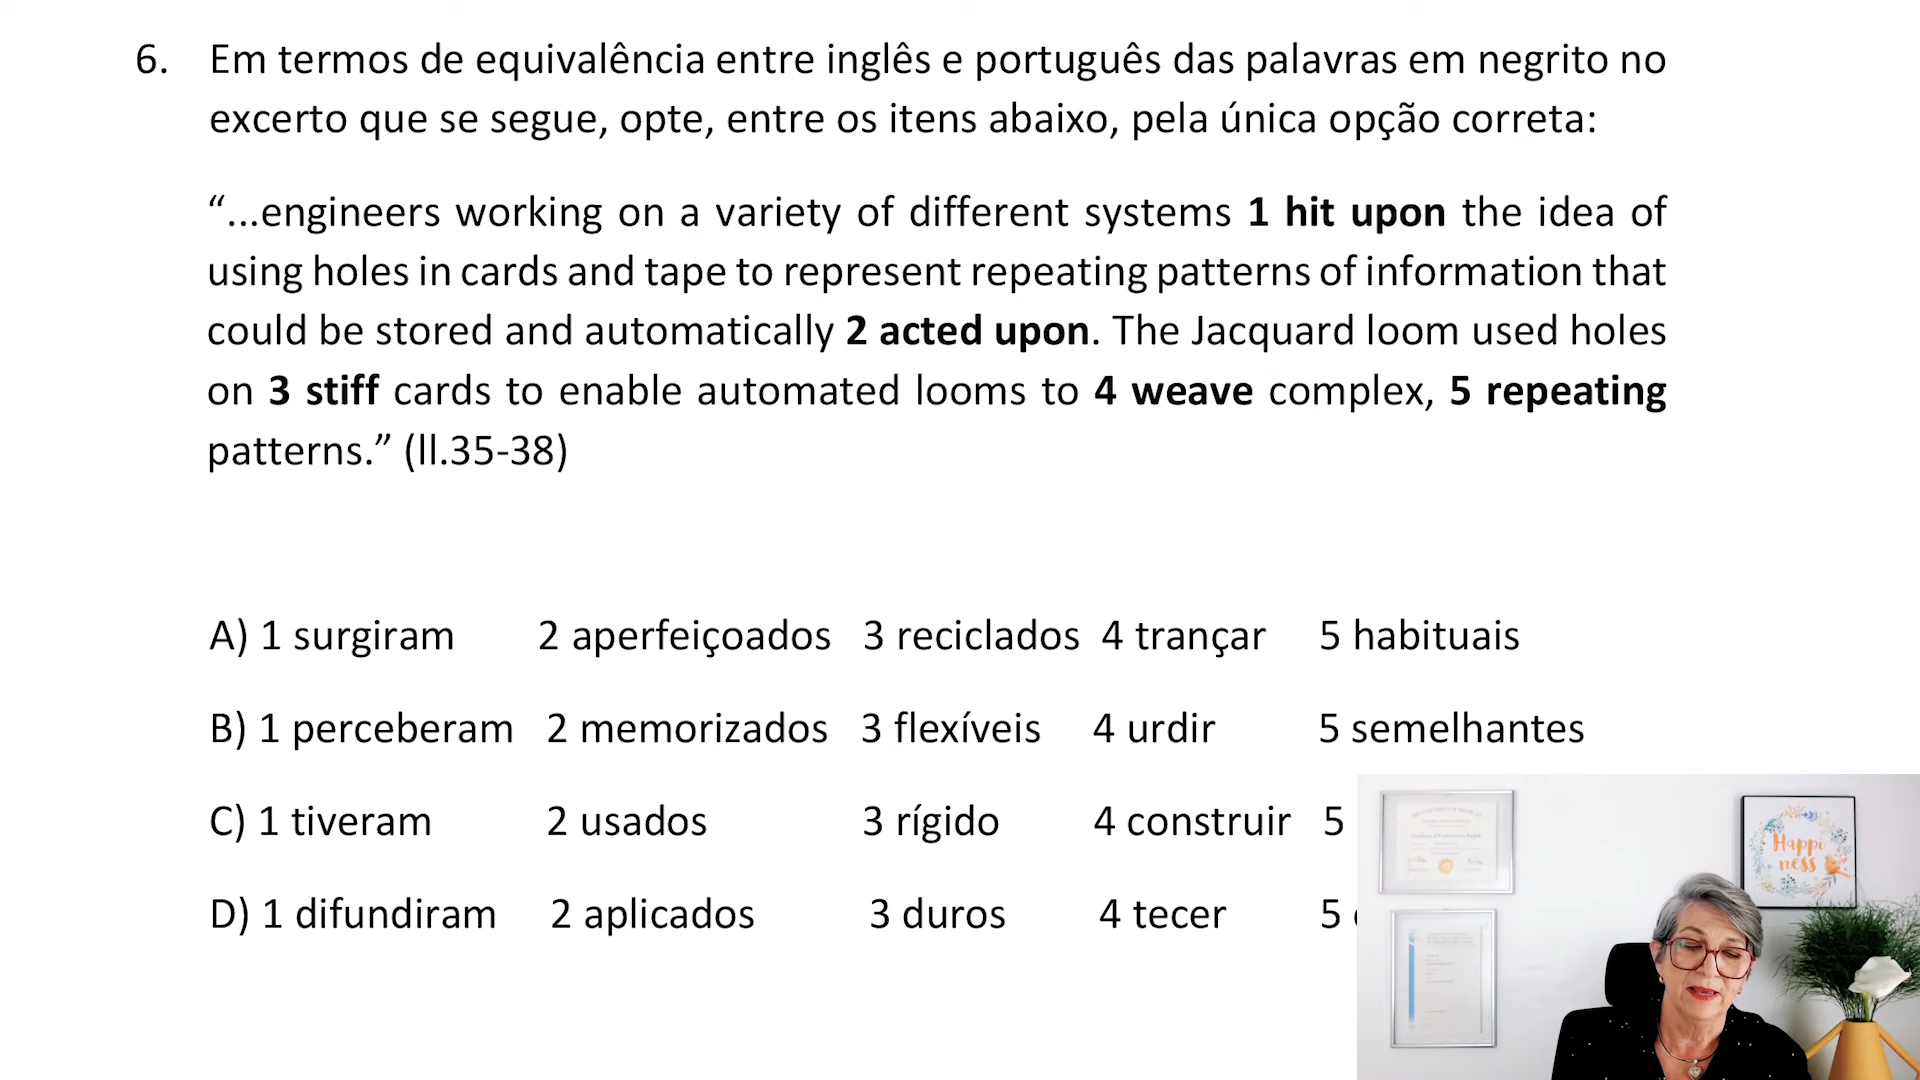 6. Em termos de equivalência entre inglês e português das palavras em negrito no
excerto que se segue, opte, entre os itens abaixo, pela única opção correta:
“...engineers working on a variety of different systems 1 hit upon the idea of
using holes in cards and tape to represent repeating patterns of information that
could be stored and automatically 2 acted upon. The Jacquard loom used holes
on 3 stiff cards to enable automated looms to 4 weave complex, 5 repeating
patterns.” (ll.35-38)
A) 1 surgiram 2 aperfeiçoados 3 reciclados 4 trançar 5 habituais
B) 1 perceberam 2 memorizados 3 flexíveis 4 urdir 5 semelhantes
C) 1 tiveram 2 usados 3 rígido 4 construir 5
D) 1 difundiram 2 aplicados 3 duros 4 tecer 5
Happi
ness